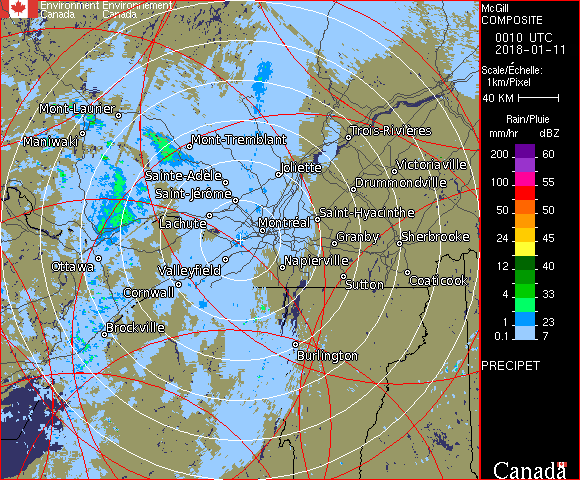 Environment Environnement
Canada Canada
McGill
COMPOSITE
0010 UTC
2018-01-11
Scale/Échelle:
1km/Pixel
40 KM
Rain/Pluie
mm/hr dBZ
200 60
100 55
50 50
24 45
12 40
4 33
1 23
0.1 7
PRECIPET
Canada
Mont-Laurier
Maniwaki
Mont-Tremblant
Trois-Rivières
Joliette
Victoriaville
Sainte-Adèle
Drummondville
Saint-Jérôme
Lachute
Saint-Hyacinthe
Montréal
Granby
Sherbrooke
Ottawa
Valleyfield
Napierville
Sutton
Coaticook
Cornwall
Brockville
Burlington